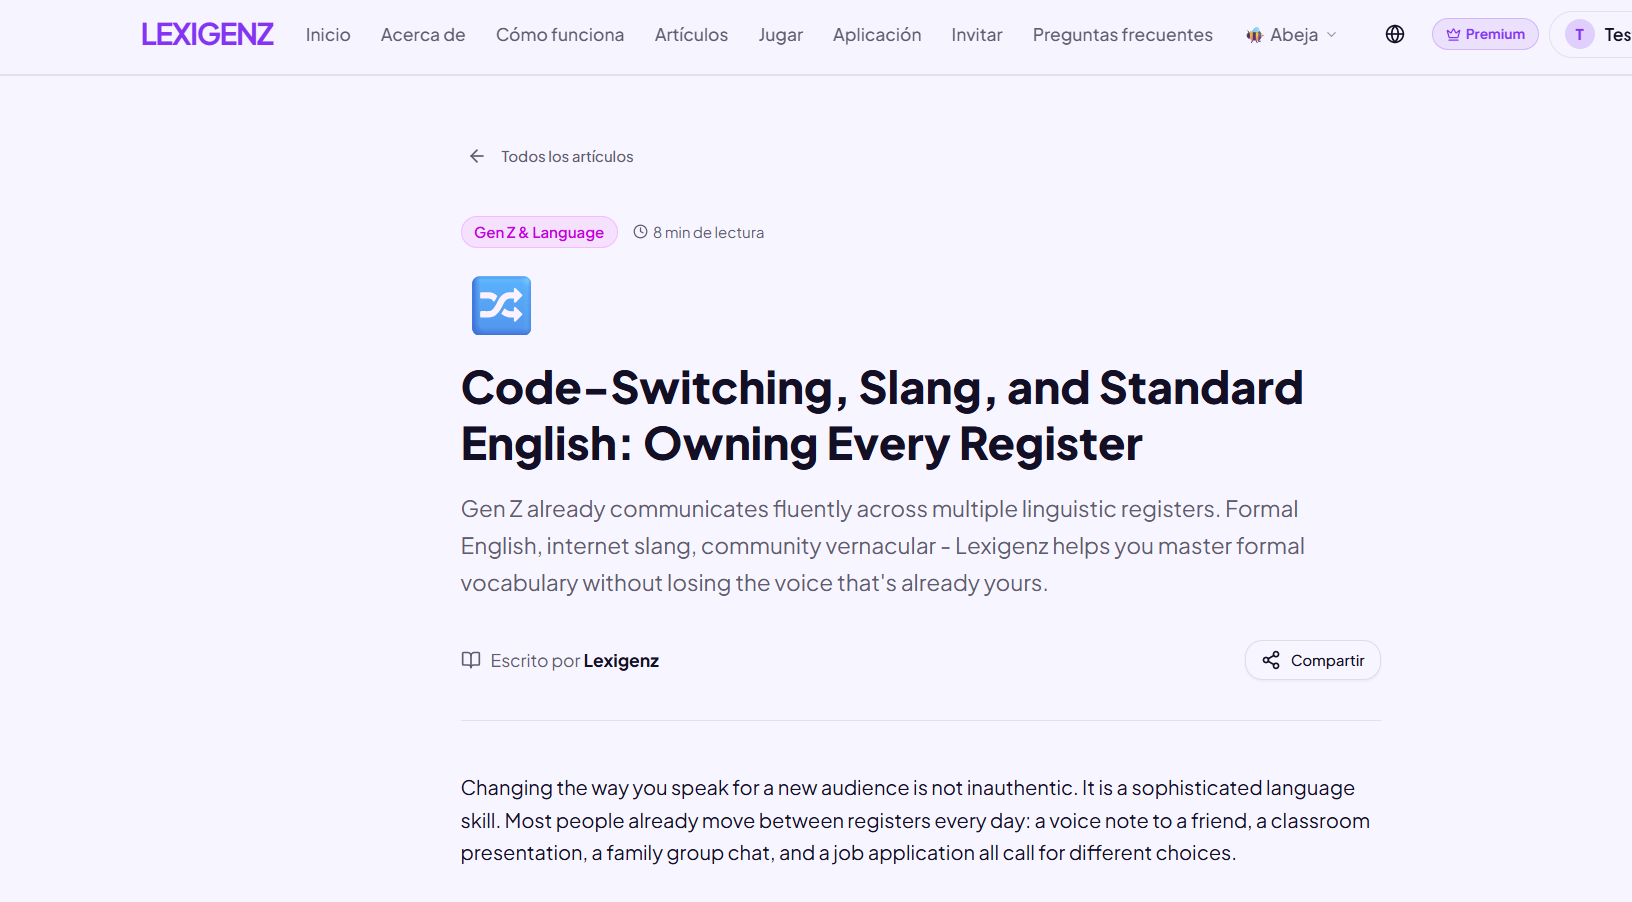 LEXIGENZ Inicio Acerca de Cómo funciona Artículos Jugar Aplicación Invitar Preguntas frecuentes Abeja Premium T Tes
Todos los artículos
Gen Z & Language 8 min de lectura
Code-Switching, Slang, and Standard
English: Owning Every Register
Gen Z already communicates fluently across multiple linguistic registers. Formal
English, internet slang, community vernacular - Lexigenz helps you master formal
vocabulary without losing the voice that's already yours.
Escrito por Lexigenz Compartir
Changing the way you speak for a new audience is not inauthentic. It is a sophisticated language
skill. Most people already move between registers every day: a voice note to a friend, a classroom
presentation, a family group chat, and a job application all call for different choices.